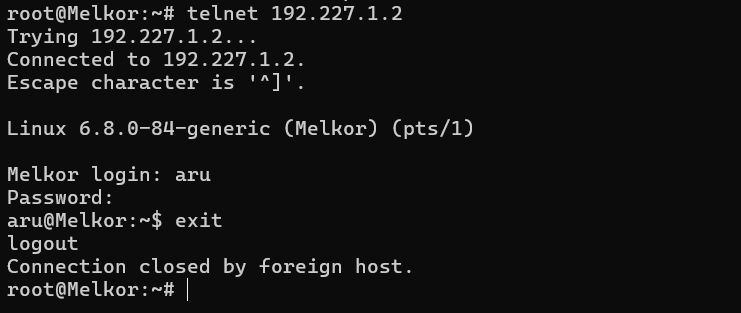 root@Melkor:~# telnet 192.227.1.2
Trying 192.227.1.2...
Connected to 192.227.1.2.
Escape character is '^]'.
Linux 6.8.0-84-generic (Melkor) (pts/1)
Melkor login: aru
Password:
aru@Melkor:~$ exit
logout
Connection closed by foreign host.
root@Melkor:~#